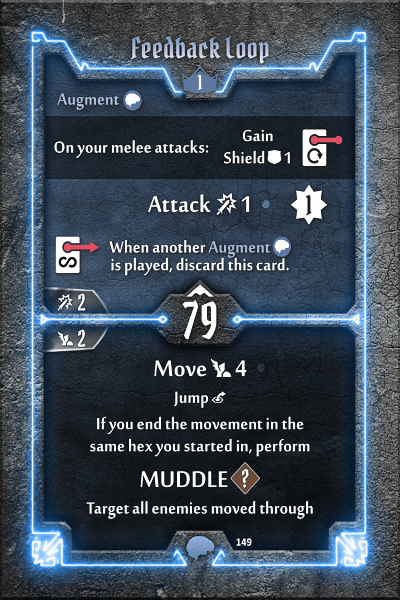 Feedback Loop
1
Augment
On your melee attacks:
Gain
Shield 1
Attack 1
1
When another Augment
is played, discard this card.
2
79
2
Move 4
Jump
If you end the movement in the
same hex you started in, perform
MUDDLE ?
Target all enemies moved through
149